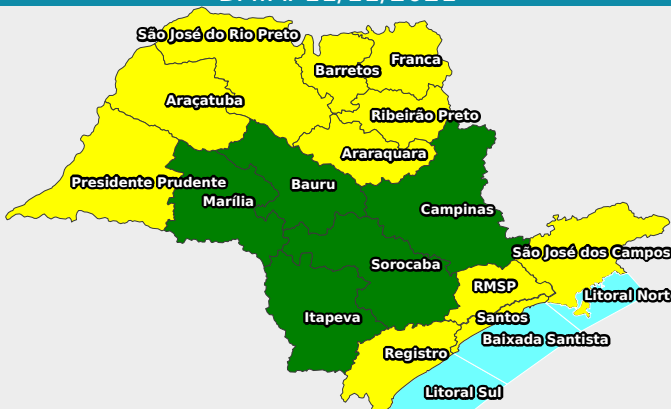 São José do Rio Preto
Franca
Barretos
Araçatuba
Ribeirão Preto
Araraquara
Presidente Prudente
Bauru
Marília
Campinas
São José dos Campos
Sorocaba
RMSP
Litoral Nort
Itapeva
Santos
Baixada Santista
Registro
Litoral Sul